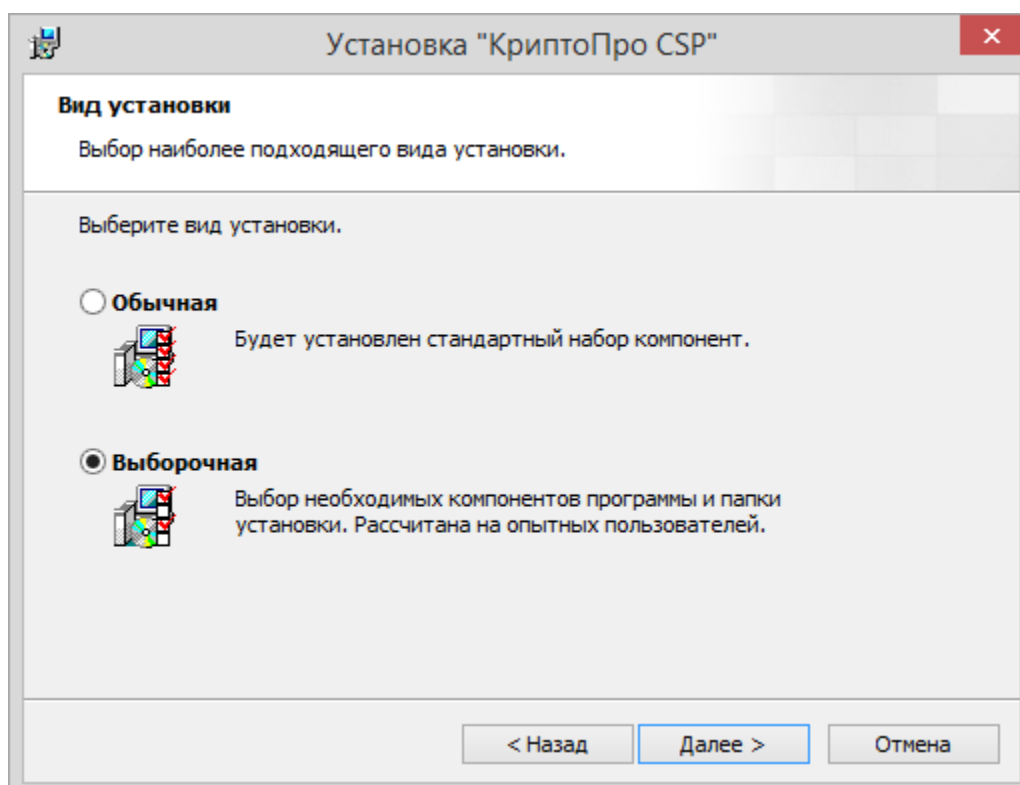 Установка "КриптоПро CSP"
Вид установки
Выбор наиболее подходящего вида установки.
Выберите вид установки.
Обычная
Будет установлен стандартный набор компонент.
Выборочная
Выбор необходимых компонентов программы и папки
установки. Рассчитана на опытных пользователей.
< Назад
Далее >
Отмена